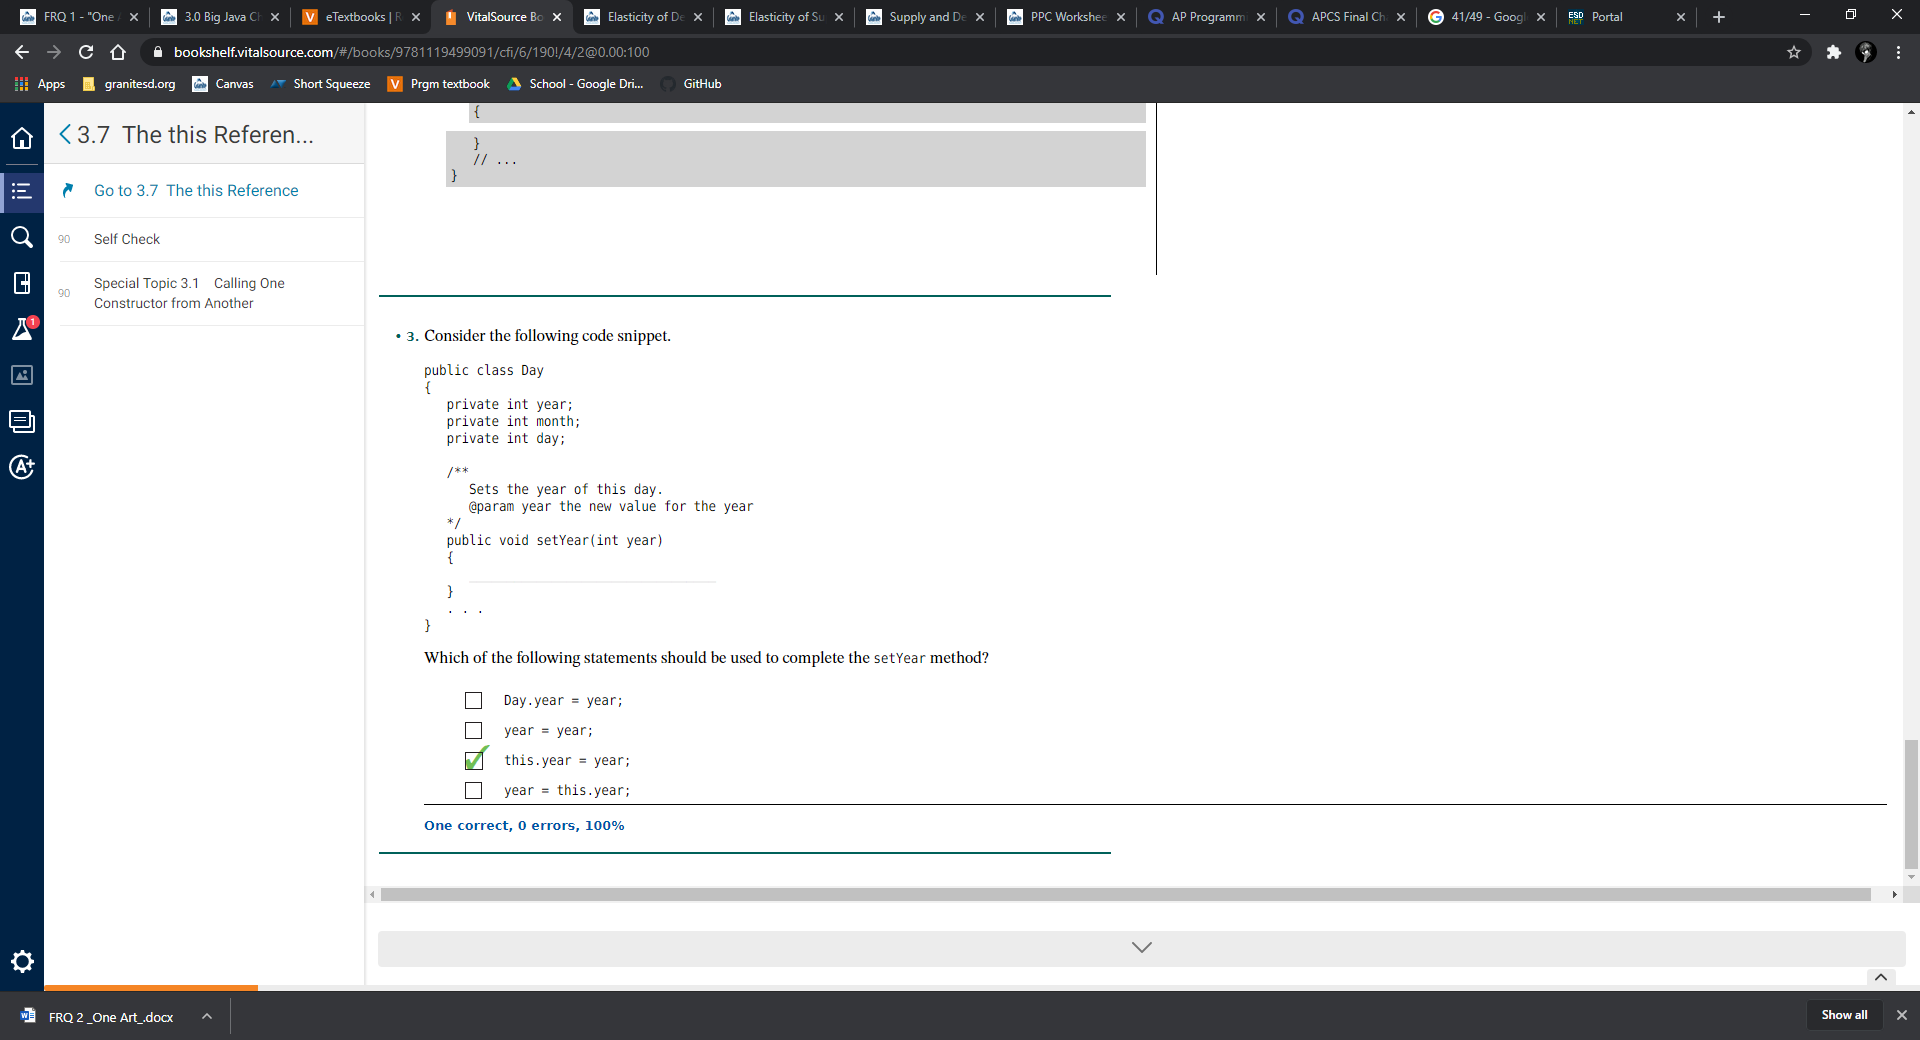 FRQ 1 - "One
3.0 Big Java Ch
eTextbooks | R
VitalSource Bo
Elasticity of De
Elasticity of Su
Supply and De
PPC Workshee
AP Programm
APCS Final Ch
41/49 - Googl
Portal
bookshelf.vitalsource.com/#/books/9781119499091/cfi/6/190!/4/2@0.00:100
Apps
granitesd.org
Canvas
Short Squeeze
Prgm textbook
School - Google Dri...
GitHub
3.7 The this Referen...
Go to 3.7 The this Reference
90 Self Check
90 Special Topic 3.1 Calling One
Constructor from Another
1
{
}
// ...
}
• 3. Consider the following code snippet.
public class Day
{
private int year;
private int month;
private int day;
/**
Sets the year of this day.
@param year the new value for the year
*/
public void setYear(int year)
{
}
. . .
}
Which of the following statements should be used to complete the setYear method?
Day.year = year;
year = year;
this.year = year;
year = this.year;
One correct, 0 errors, 100%
FRQ 2 _One Art_.docx
Show all